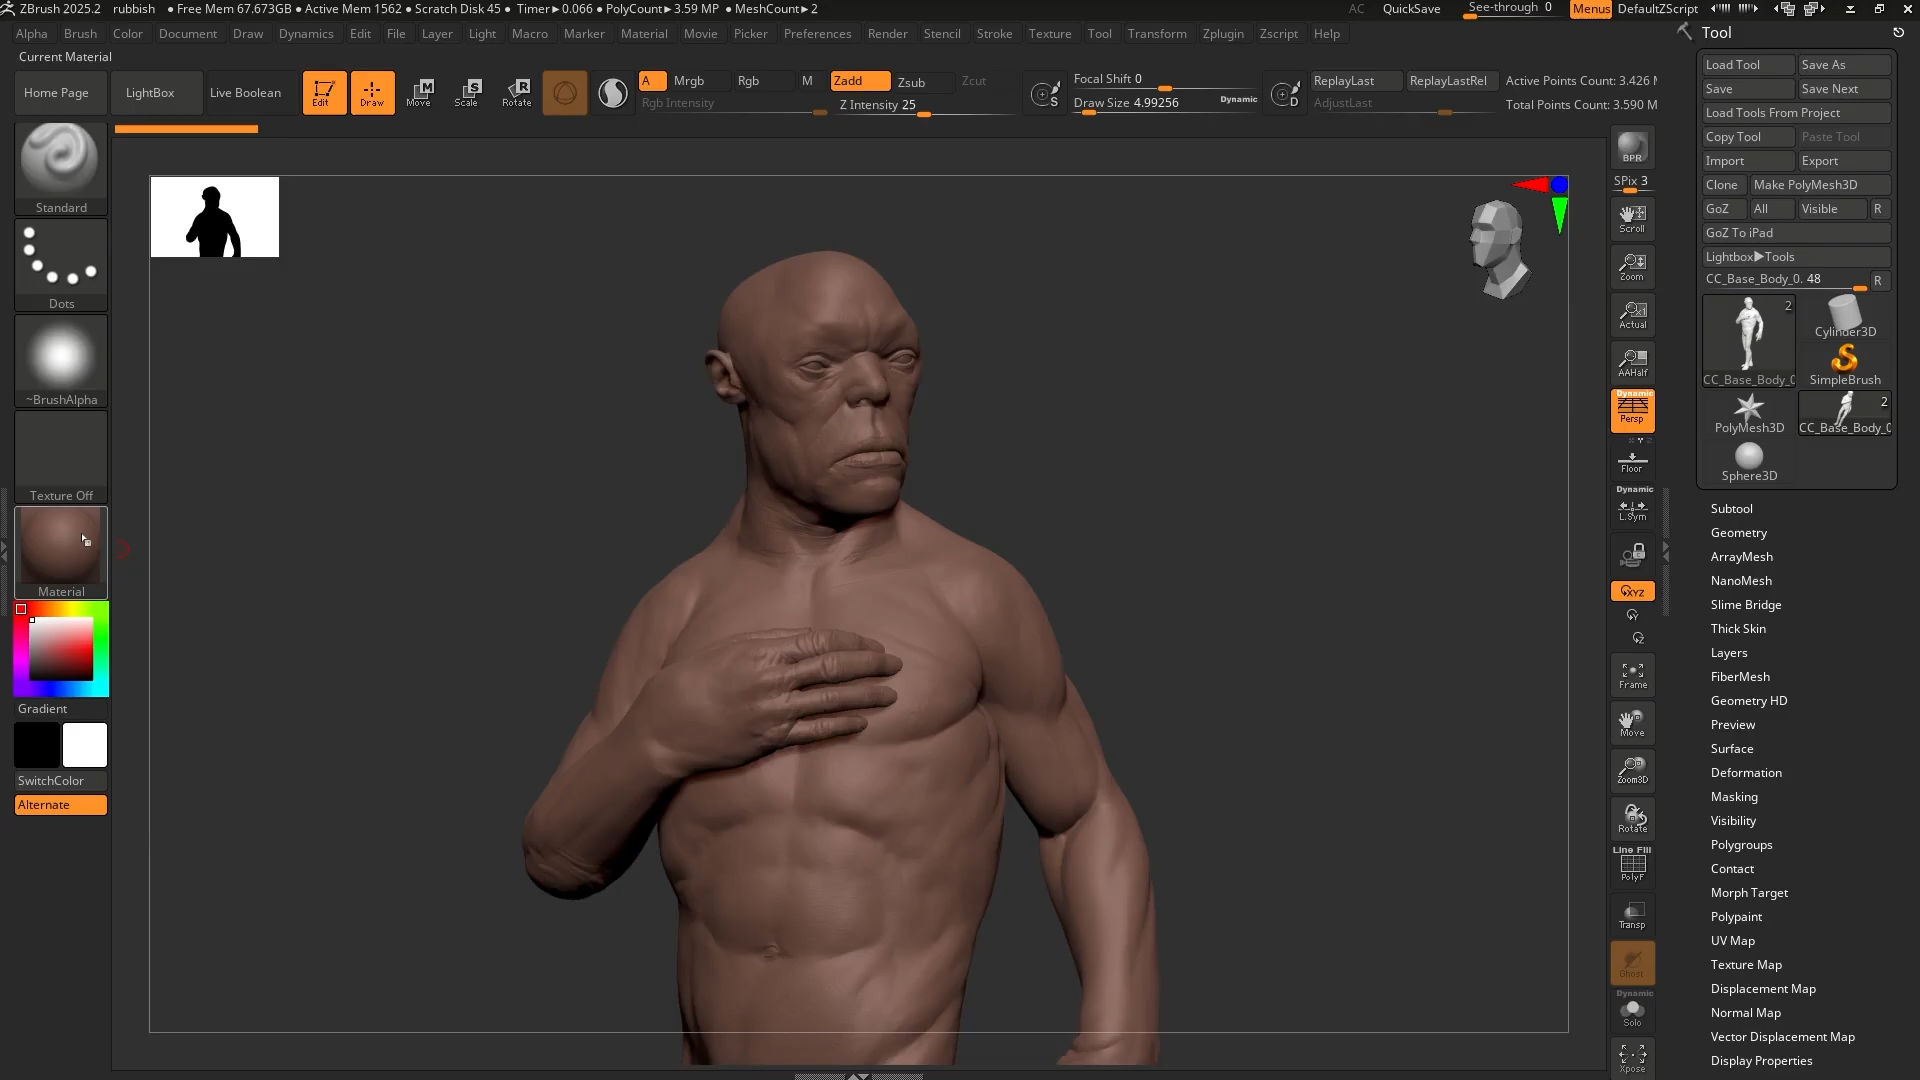 ZBrush 2025.2 rubbish • Free Mem 67.673GB • Active Mem 1562 • Scratch Disk 45 • Timer▸0.066 • PolyCount▸3.59 MP • MeshCount▸2 AC QuickSave See-through 0 Menus DefaultZScript
Alpha Brush Color Document Draw Dynamics Edit File Layer Light Macro Marker Material Movie Picker Preferences Render Stencil Stroke Texture Tool Transform Zplugin Zscript Help
Current Material
Home Page LightBox Live Boolean Edit Draw Move Scale Rotate
A Mrgb Rgb M Zadd Zsub Zcut
Rgb Intensity Z Intensity 25
S
Focal Shift 0
Draw Size 4.99256 Dynamic
D
ReplayLast ReplayLastRel Active Points Count: 3.426
AdjustLast Total Points Count: 3.590 M
Standard
Dots
~BrushAlpha
Texture Off
Material
Gradient
SwitchColor
Alternate
BPR
SPix 3
Scroll
Zoom
Actual
AAHalf
Dynamic
Persp
Floor
Dynamic
L.Sym
XYZ
Y
Z
Frame
Move
Zoom3D
Rotate
Line Fill
PolyF
Transp
Ghost
Dynamic
Solo
Xpose
Tool
Load Tool Save As
Save Save Next
Load Tools From Project
Copy Tool Paste Tool
Import Export
Clone Make PolyMesh3D
GoZ All Visible R
GoZ To iPad
Lightbox▸Tools
CC_Base_Body_0. 48 R
2
Cylinder3D
CC_Base_Body_0 SimpleBrush
2
PolyMesh3D CC_Base_Body_0
Sphere3D
Subtool
Geometry
ArrayMesh
NanoMesh
Slime Bridge
Thick Skin
Layers
FiberMesh
Geometry HD
Preview
Surface
Deformation
Masking
Visibility
Polygroups
Contact
Morph Target
Polypaint
UV Map
Texture Map
Displacement Map
Normal Map
Vector Displacement Map
Display Properties